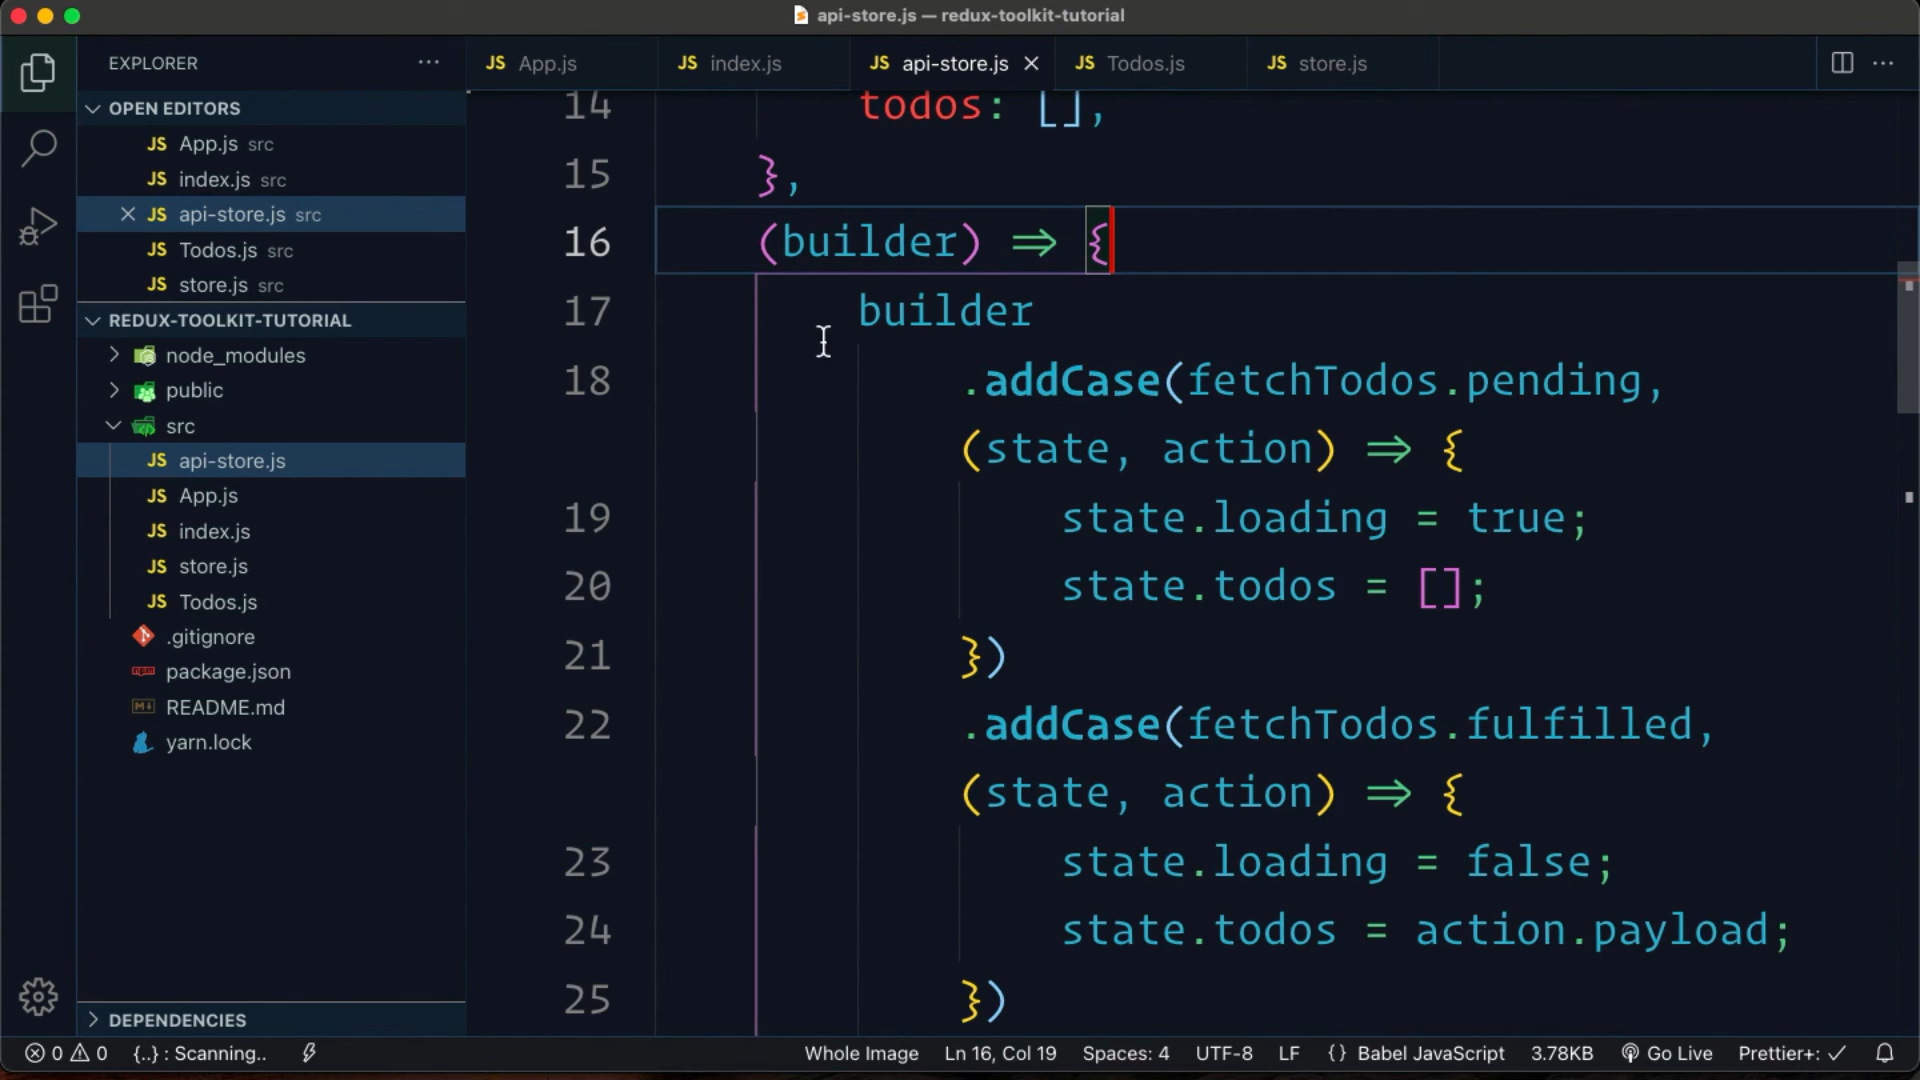 api-store.js — redux-toolkit-tutorial
EXPLORER
JS App.js
JS index.js
JS api-store.js
JS Todos.js
JS store.js
OPEN EDITORS
JS App.js src
JS index.js src
JS api-store.js src
JS Todos.js src
JS store.js src
REDUX-TOOLKIT-TUTORIAL
node_modules
public
src
JS api-store.js
JS App.js
JS index.js
JS store.js
JS Todos.js
.gitignore
package.json
README.md
yarn.lock
DEPENDENCIES
14 todos: [],
15 },
16 (builder) => {
17 builder
18 .addCase(fetchTodos.pending,
(state, action) => {
19 state.loading = true;
20 state.todos = [];
21 })
22 .addCase(fetchTodos.fulfilled,
(state, action) => {
23 state.loading = false;
24 state.todos = action.payload;
25 })
0 0 {..} : Scanning.. Whole Image Ln 16, Col 19 Spaces: 4 UTF-8 LF {} Babel JavaScript 3.78KB Go Live Prettier+: ✓